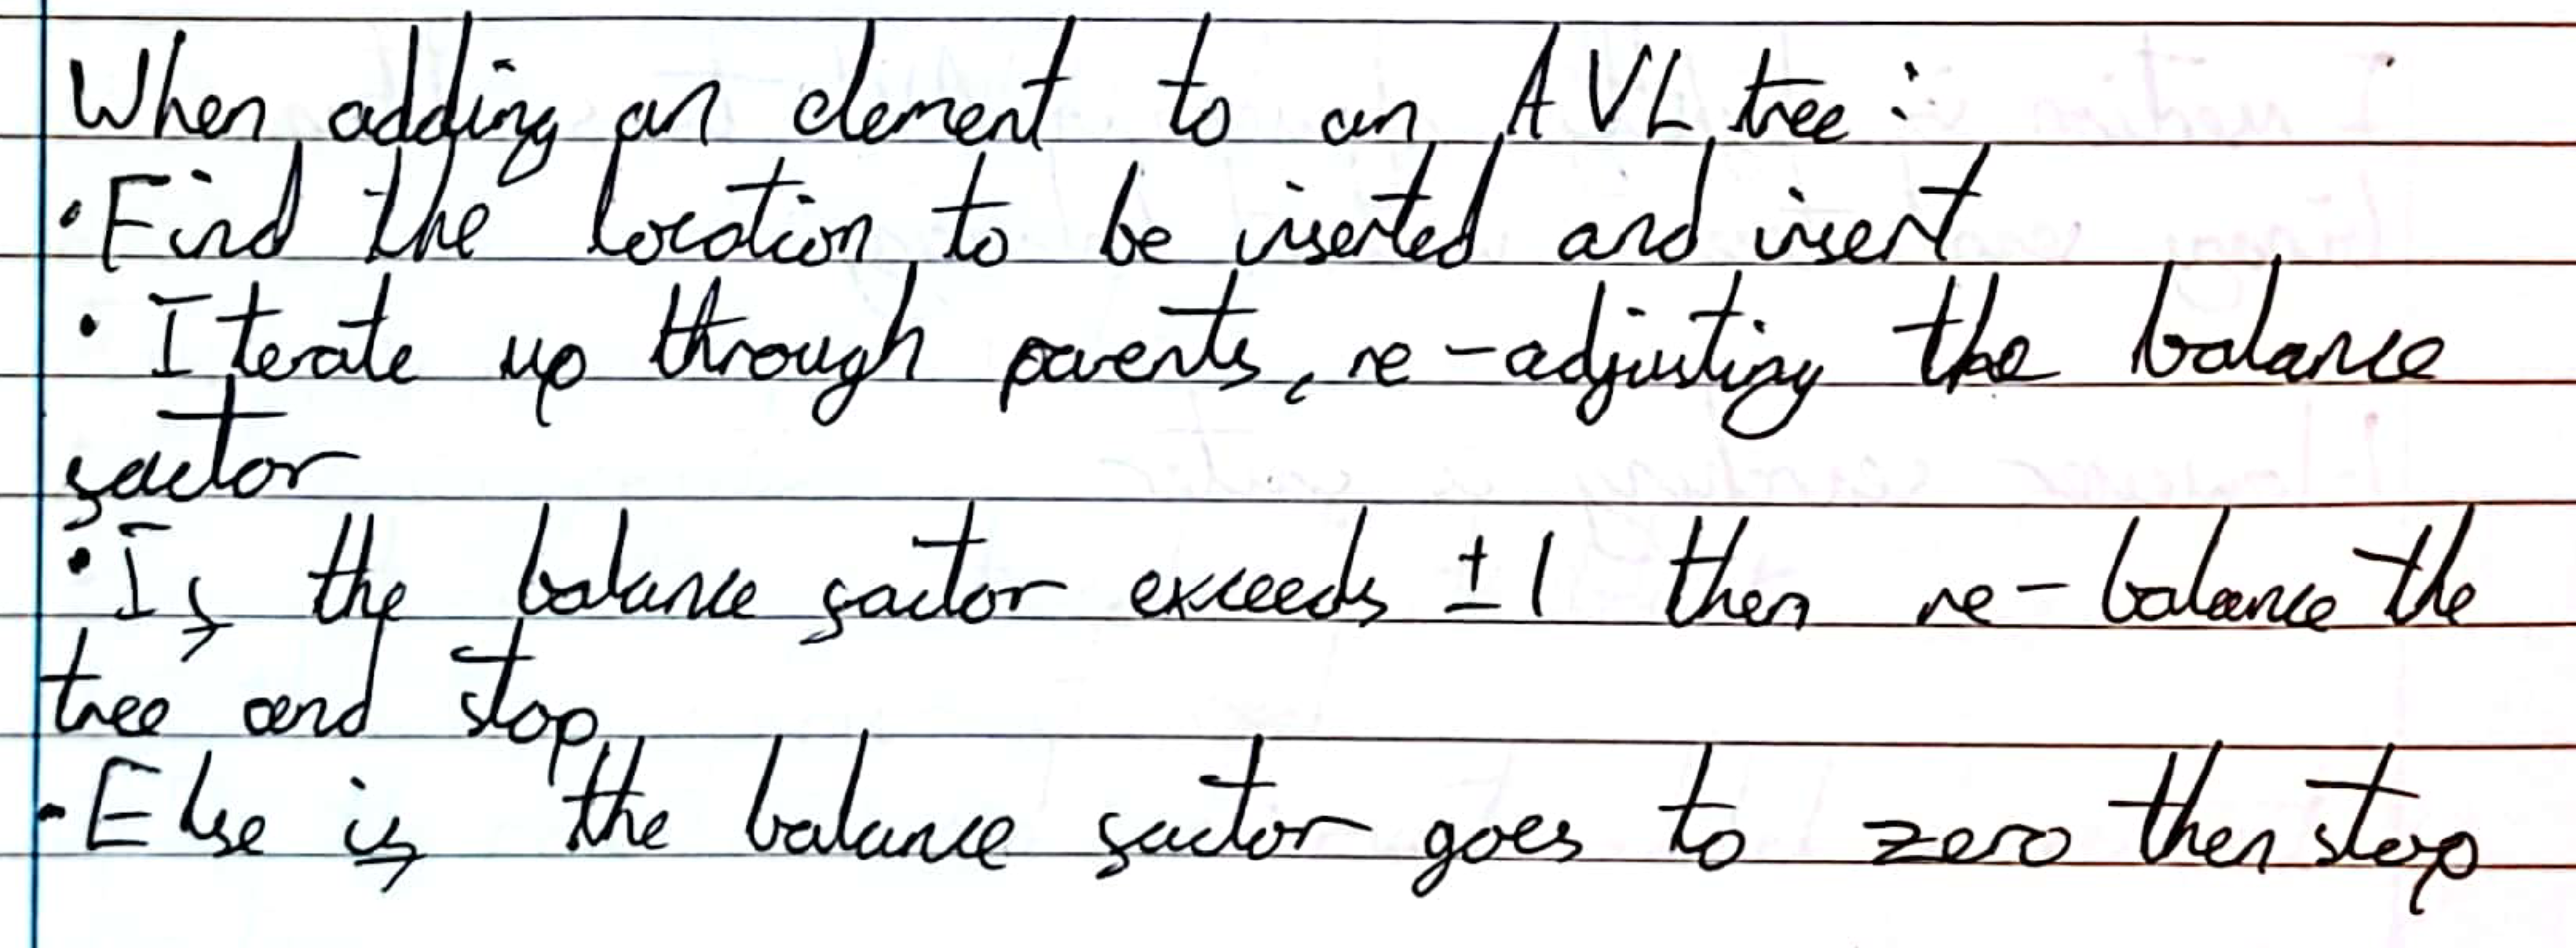 When adding an element to an AVL tree:
• Find the location to be inserted and insert
• Iterate up through parents, re-adjusting the balance
factor
• If the balance factor exceeds ±1 then re-balance the
tree and stop
• Else if the balance factor goes to zero then stop